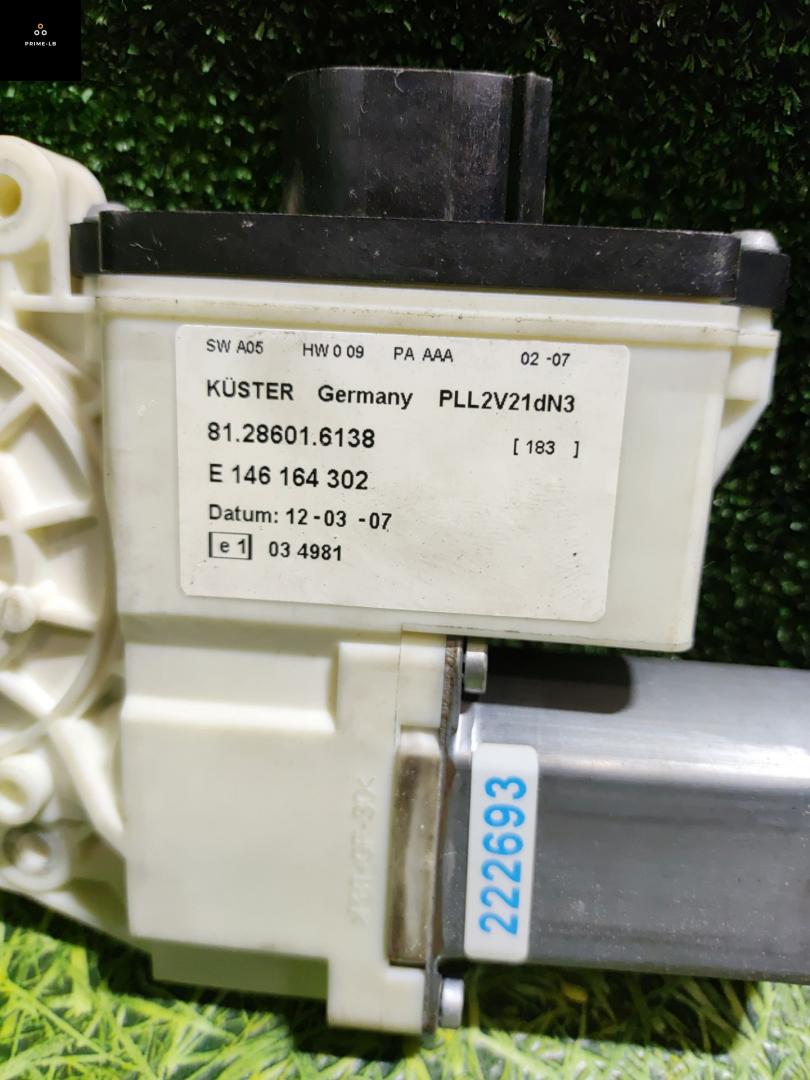 PRIME-LB
SW A05 HW 0 09 PA AAA 02 -07
KÜSTER Germany PLL2V21dN3
81.28601.6138 [ 183 ]
E 146 164 302
Datum: 12-03 -07
e 1 03 4981
222693